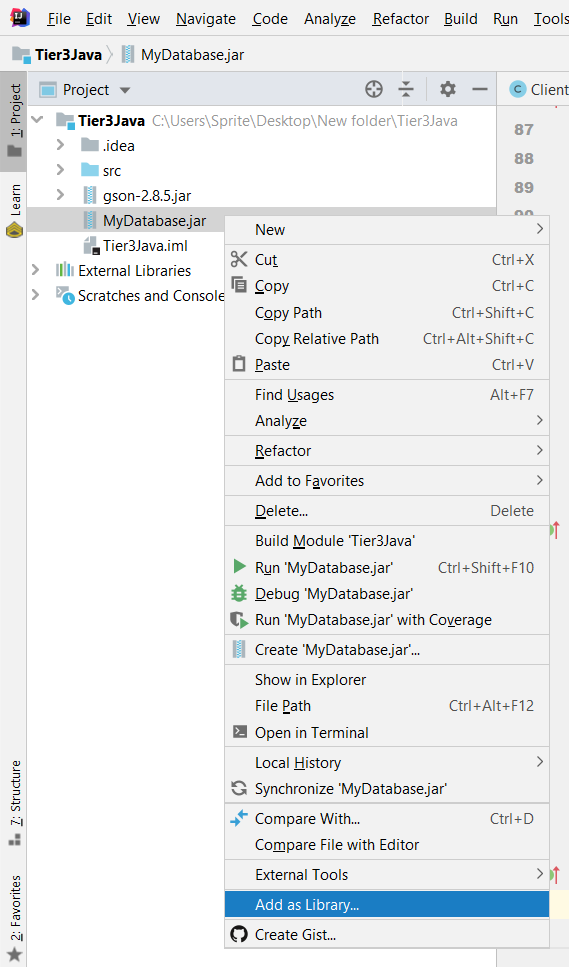 File Edit View Navigate Code Analyze Refactor Build Run Tools
Tier3Java MyDatabase.jar
1: Project
Project
Client
Tier3Java C:\Users\Sprite\Desktop\New folder\Tier3Java
87
.idea
88
src
89
Learn
gson-2.8.5.jar
90
MyDatabase.jar
Tier3Java.iml
External Libraries
Scratches and Console
New
Cut Ctrl+X
Copy Ctrl+C
Copy Path Ctrl+Shift+C
Copy Relative Path Ctrl+Alt+Shift+C
Paste Ctrl+V
Find Usages Alt+F7
Analyze
Refactor
Add to Favorites
Delete... Delete
Build Module 'Tier3Java'
Run 'MyDatabase.jar' Ctrl+Shift+F10
Debug 'MyDatabase.jar'
Run 'MyDatabase.jar' with Coverage
Create 'MyDatabase.jar'...
Show in Explorer
File Path Ctrl+Alt+F12
Open in Terminal
Local History
Synchronize 'MyDatabase.jar'
Compare With... Ctrl+D
Compare File with Editor
External Tools
Add as Library...
Create Gist...
7: Structure
2: Favorites